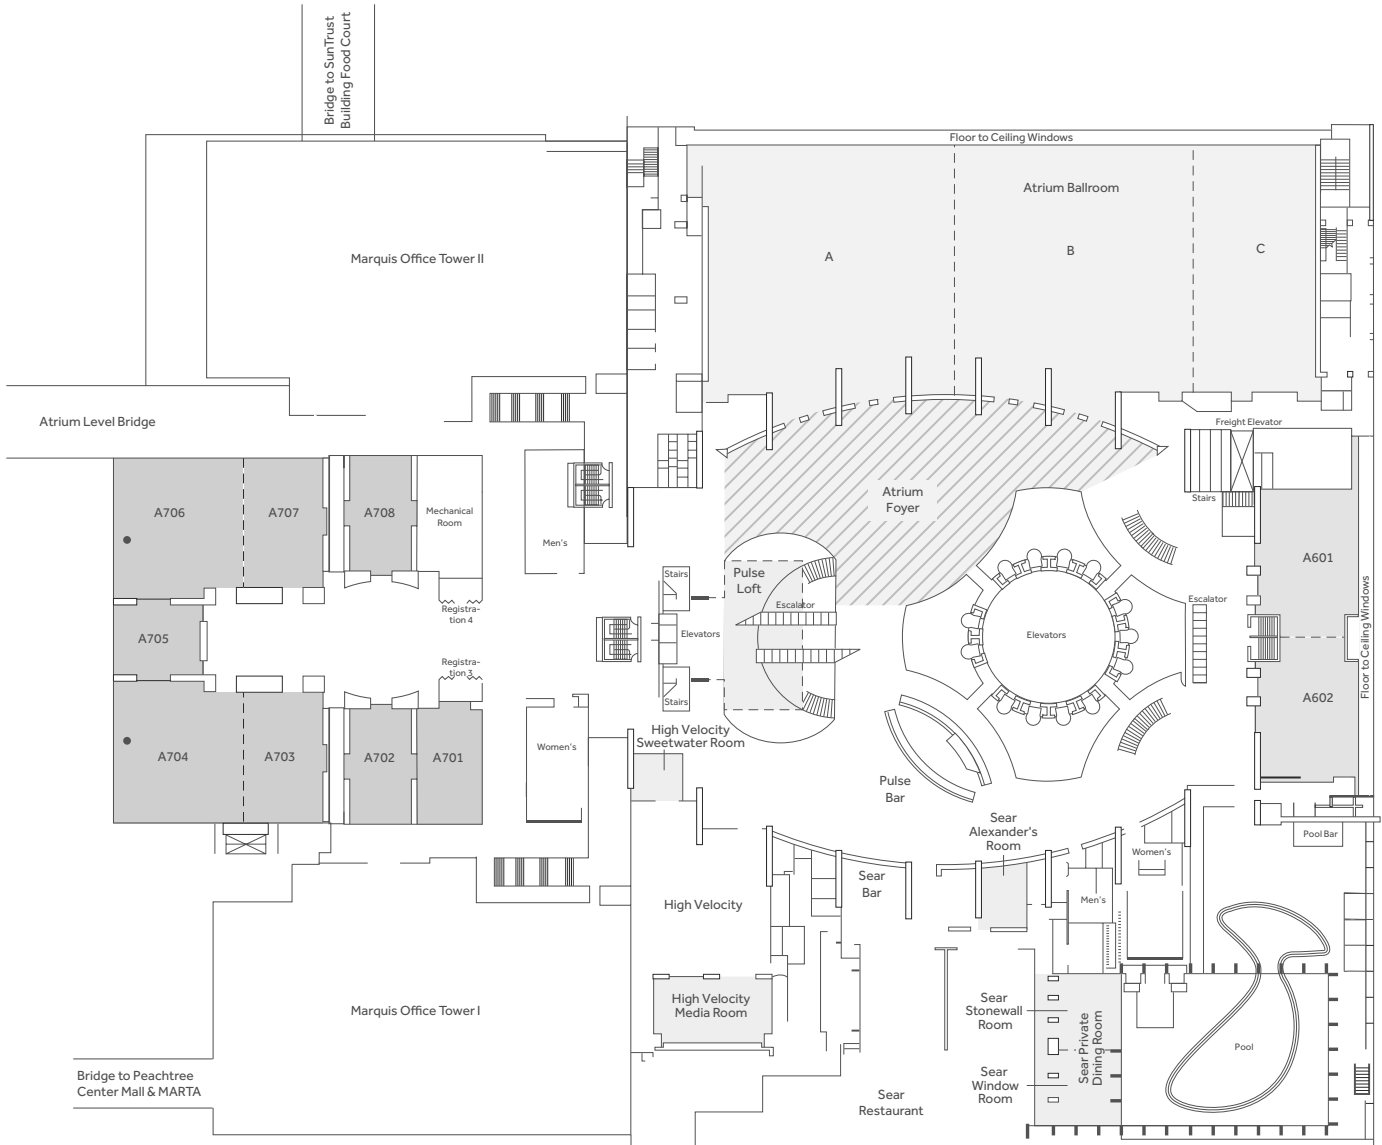 Bridge to SunTrust
Building Food Court
Floor to Ceiling Windows
Atrium Ballroom
Marquis Office Tower II
A
B
C
Atrium Level Bridge
Freight Elevator
Stairs
A706
A707
A708
Mechanical
Room
Men's
Atrium
Foyer
A601
Stairs
Pulse
Loft
Escalator
Escalator
Registra-
tion 4
A705
Elevators
Elevators
Floor to Ceiling Windows
Registra-
tion 3
Stairs
A602
High Velocity
Sweetwater Room
Women's
A704
A703
A702
A701
Pulse
Bar
Sear
Alexander's
Room
Pool Bar
Women's
Sear
Bar
Men's
High Velocity
High Velocity
Media Room
Sear
Stonewall
Room
Sear Private
Dining Room
Marquis Office Tower I
Pool
Bridge to Peachtree
Center Mall & MARTA
Sear
Window
Room
Sear
Restaurant